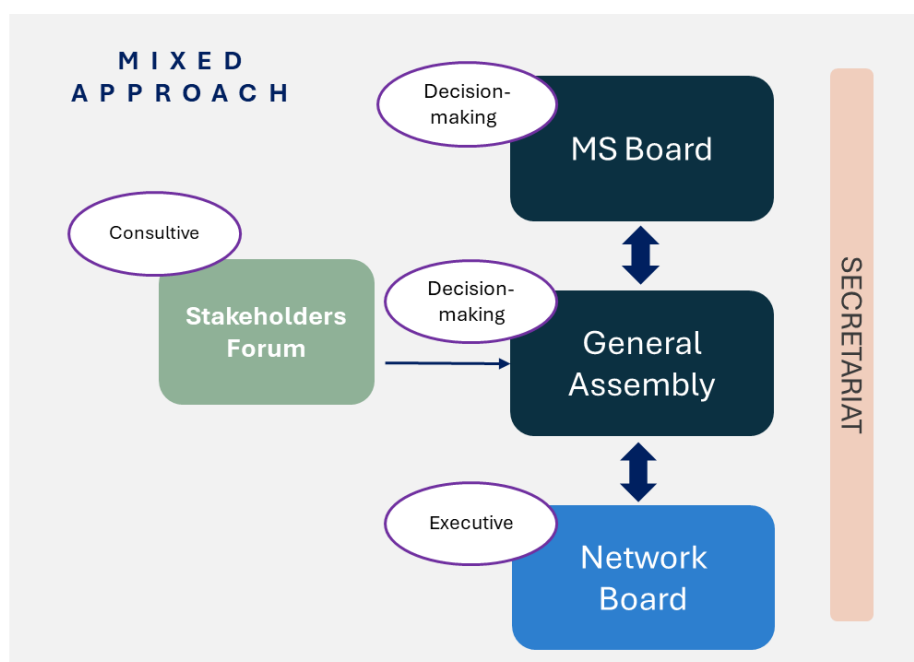 MIXED
APPROACH
Decision-
making
MS Board
Consultive
Stakeholders
Forum
Decision-
making
General
Assembly
Executive
Network
Board
SECRETARIAT